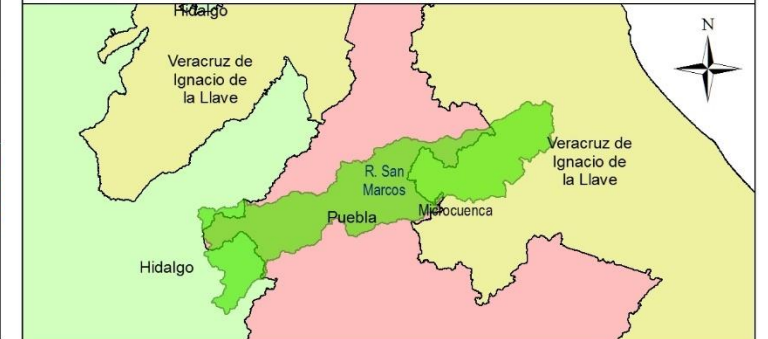 Hidalgo
N
Veracruz de
Ignacio de
la Llave
Veracruz de
Ignacio de
la Llave
R. San
Marcos
Microcuenca
Puebla
Hidalgo